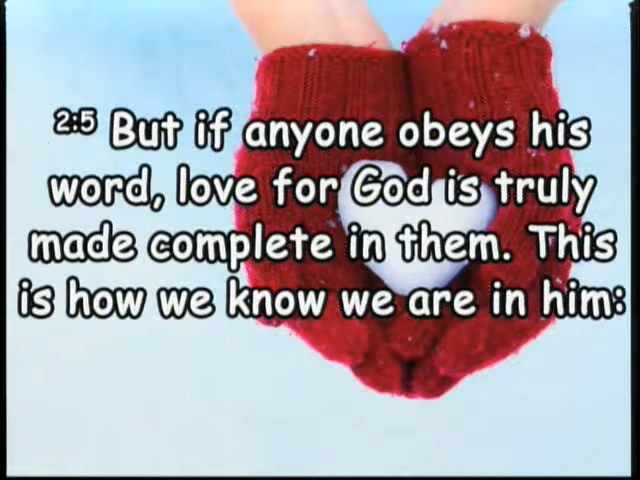 2:5 But if anyone obeys his
word, love for God is truly
made complete in them. This
is how we know we are in him: